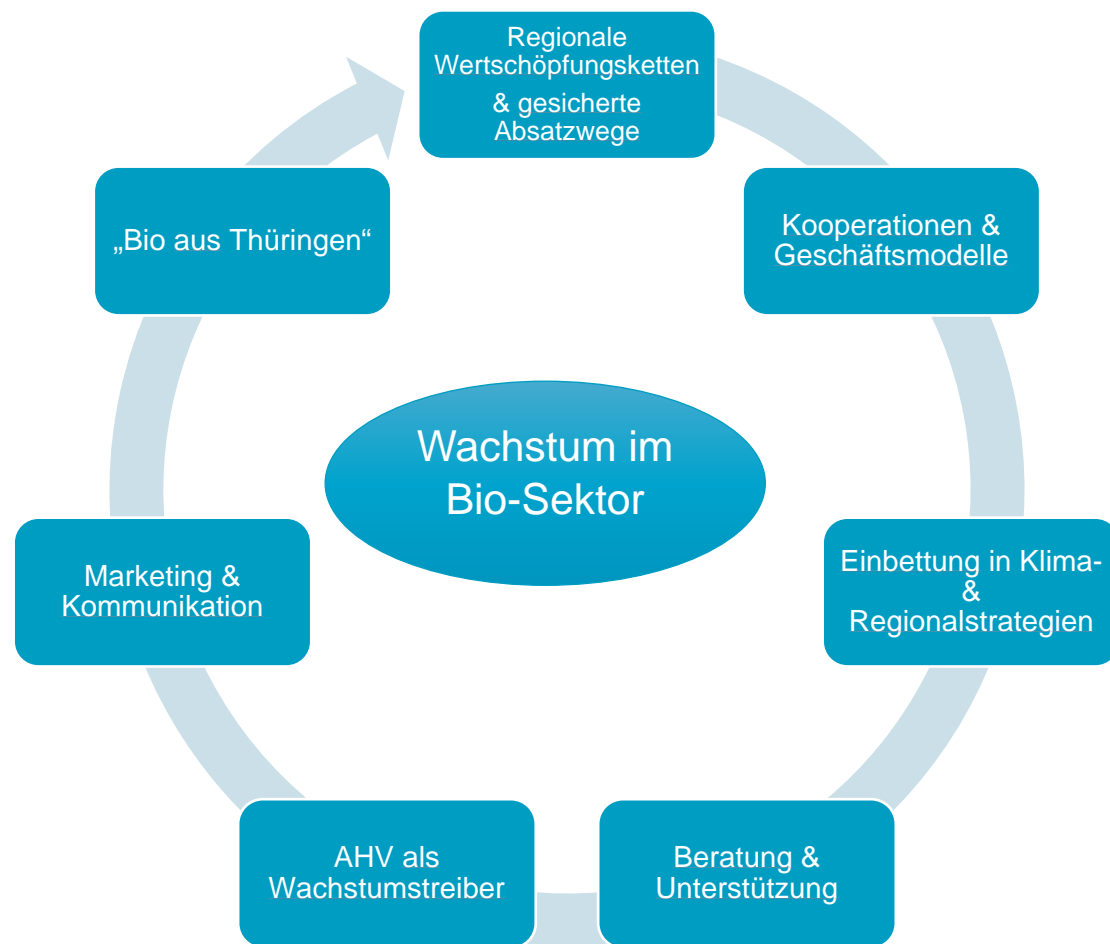 Regionale
Wertschöpfungsketten
& gesicherte
Absatzwege
Kooperationen &
Geschäftsmodelle
Einbettung in Klima-
&
Regionalstrategien
Beratung &
Unterstützung
AHV als
Wachstumstreiber
Marketing &
Kommunikation
„Bio aus Thüringen“
Wachstum im
Bio-Sektor